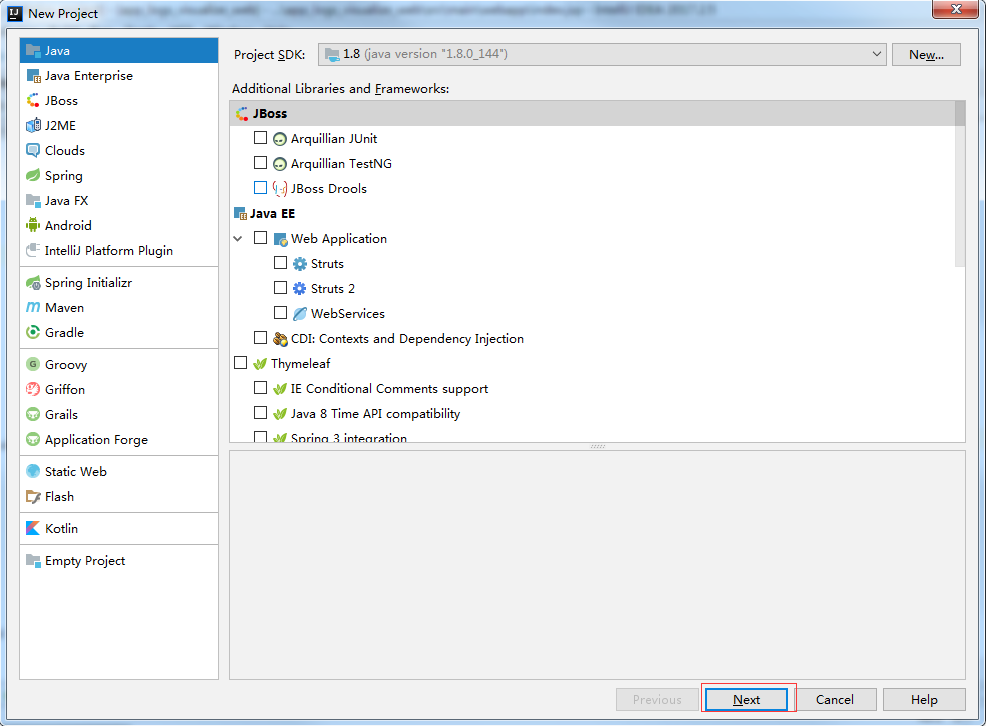 New Project
Java
Java Enterprise
JBoss
J2ME
Clouds
Spring
Java FX
Android
IntelliJ Platform Plugin
Spring Initializr
Maven
Gradle
Groovy
Griffon
Grails
Application Forge
Static Web
Flash
Kotlin
Empty Project
Project SDK: 1.8 (java version "1.8.0_144") New...
Additional Libraries and Frameworks:
JBoss
Arquillian JUnit
Arquillian TestNG
JBoss Drools
Java EE
Web Application
Struts
Struts 2
WebServices
CDI: Contexts and Dependency Injection
Thymeleaf
IE Conditional Comments support
Java 8 Time API compatibility
Spring 3 integration
Previous Next Cancel Help